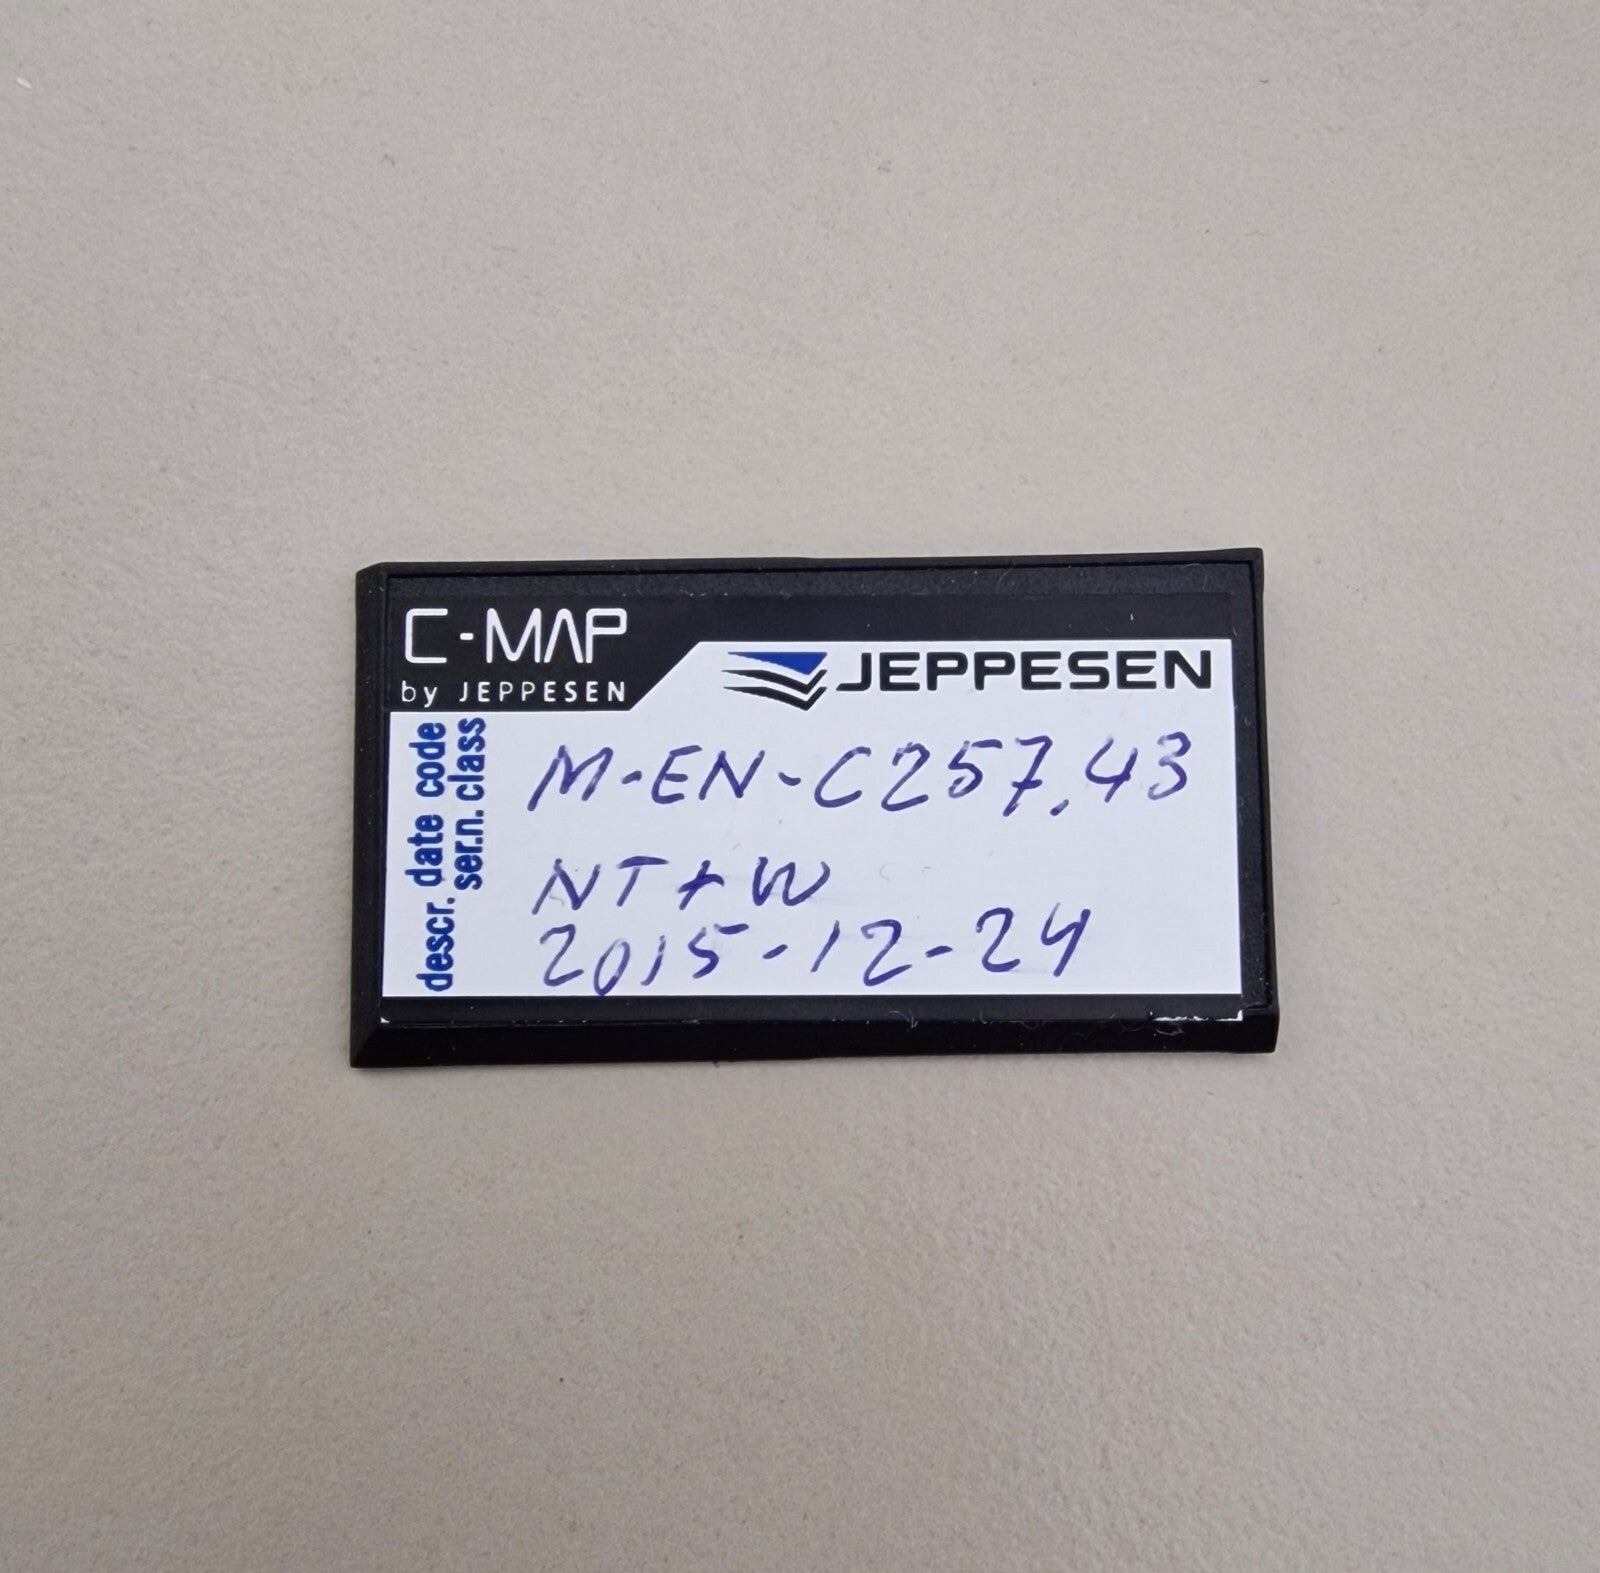 C-MAP
by JEPPESEN
JEPPESEN
descr. date code
ser.n. class
M-EN-C257.43
NT+W
2015-12-24